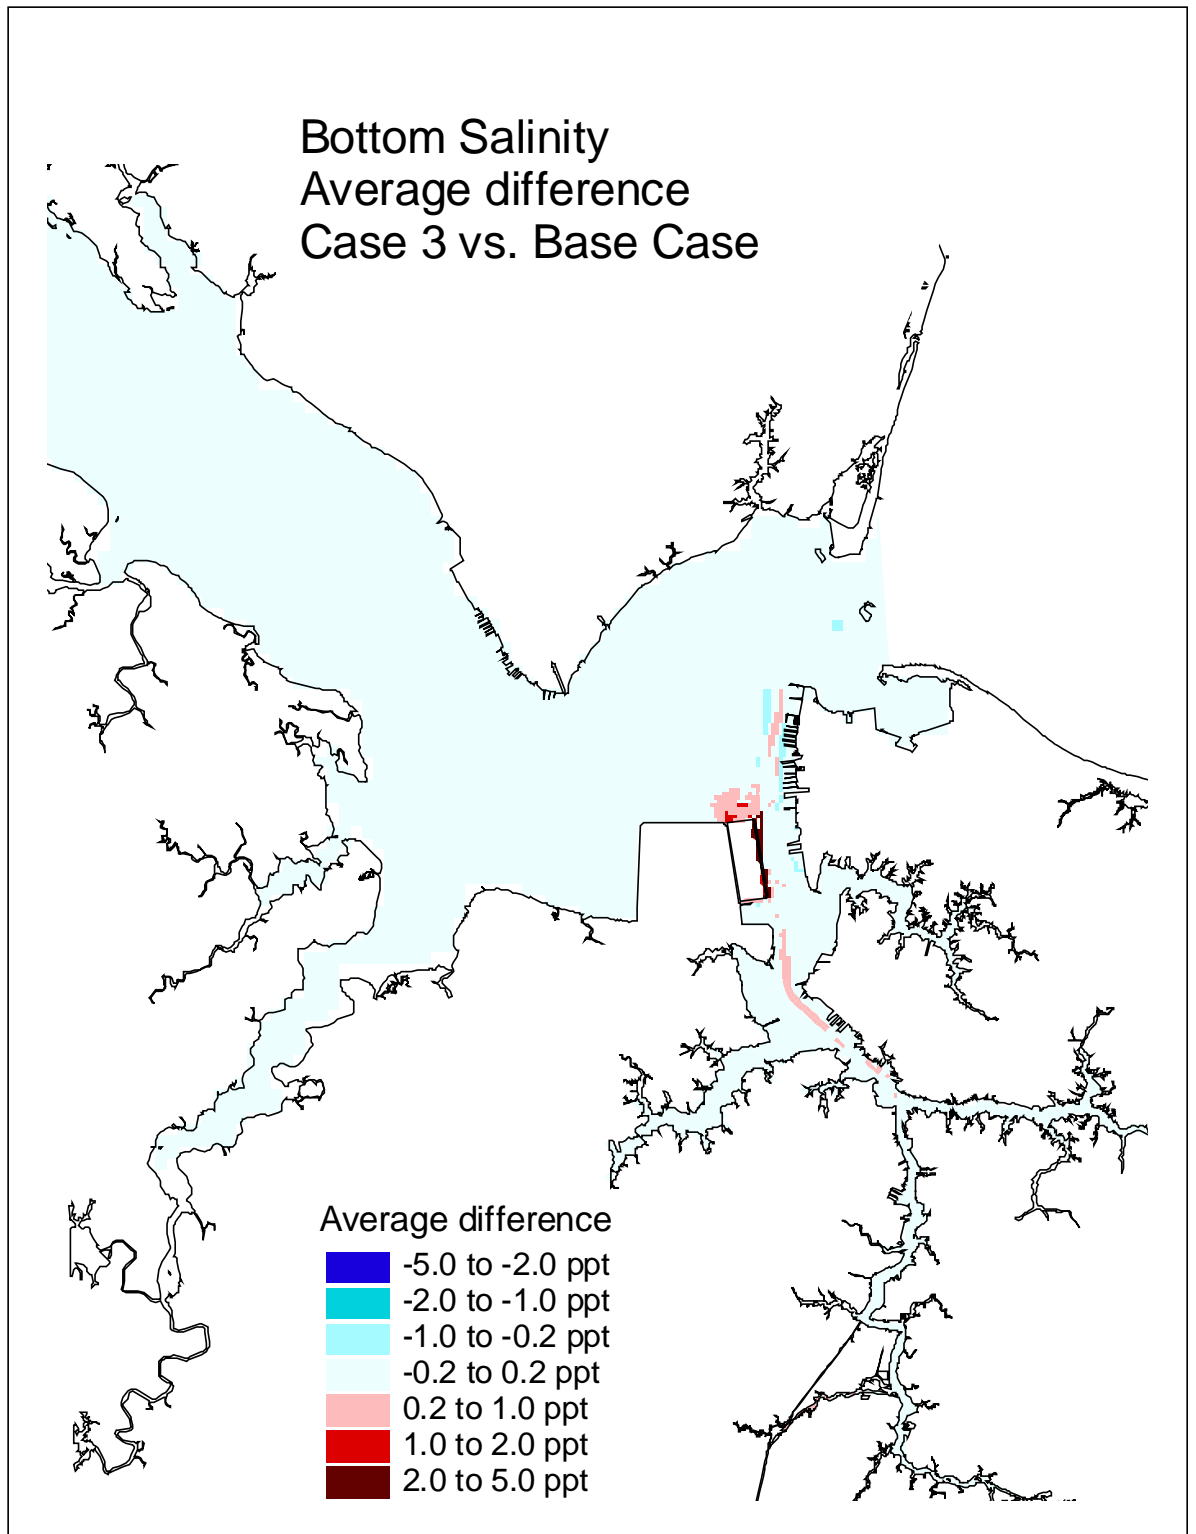 Bottom Salinity
Average difference
Case 3 vs. Base Case
Average difference
-5.0 to -2.0 ppt
-2.0 to -1.0 ppt
-1.0 to -0.2 ppt
-0.2 to 0.2 ppt
0.2 to 1.0 ppt
1.0 to 2.0 ppt
2.0 to 5.0 ppt